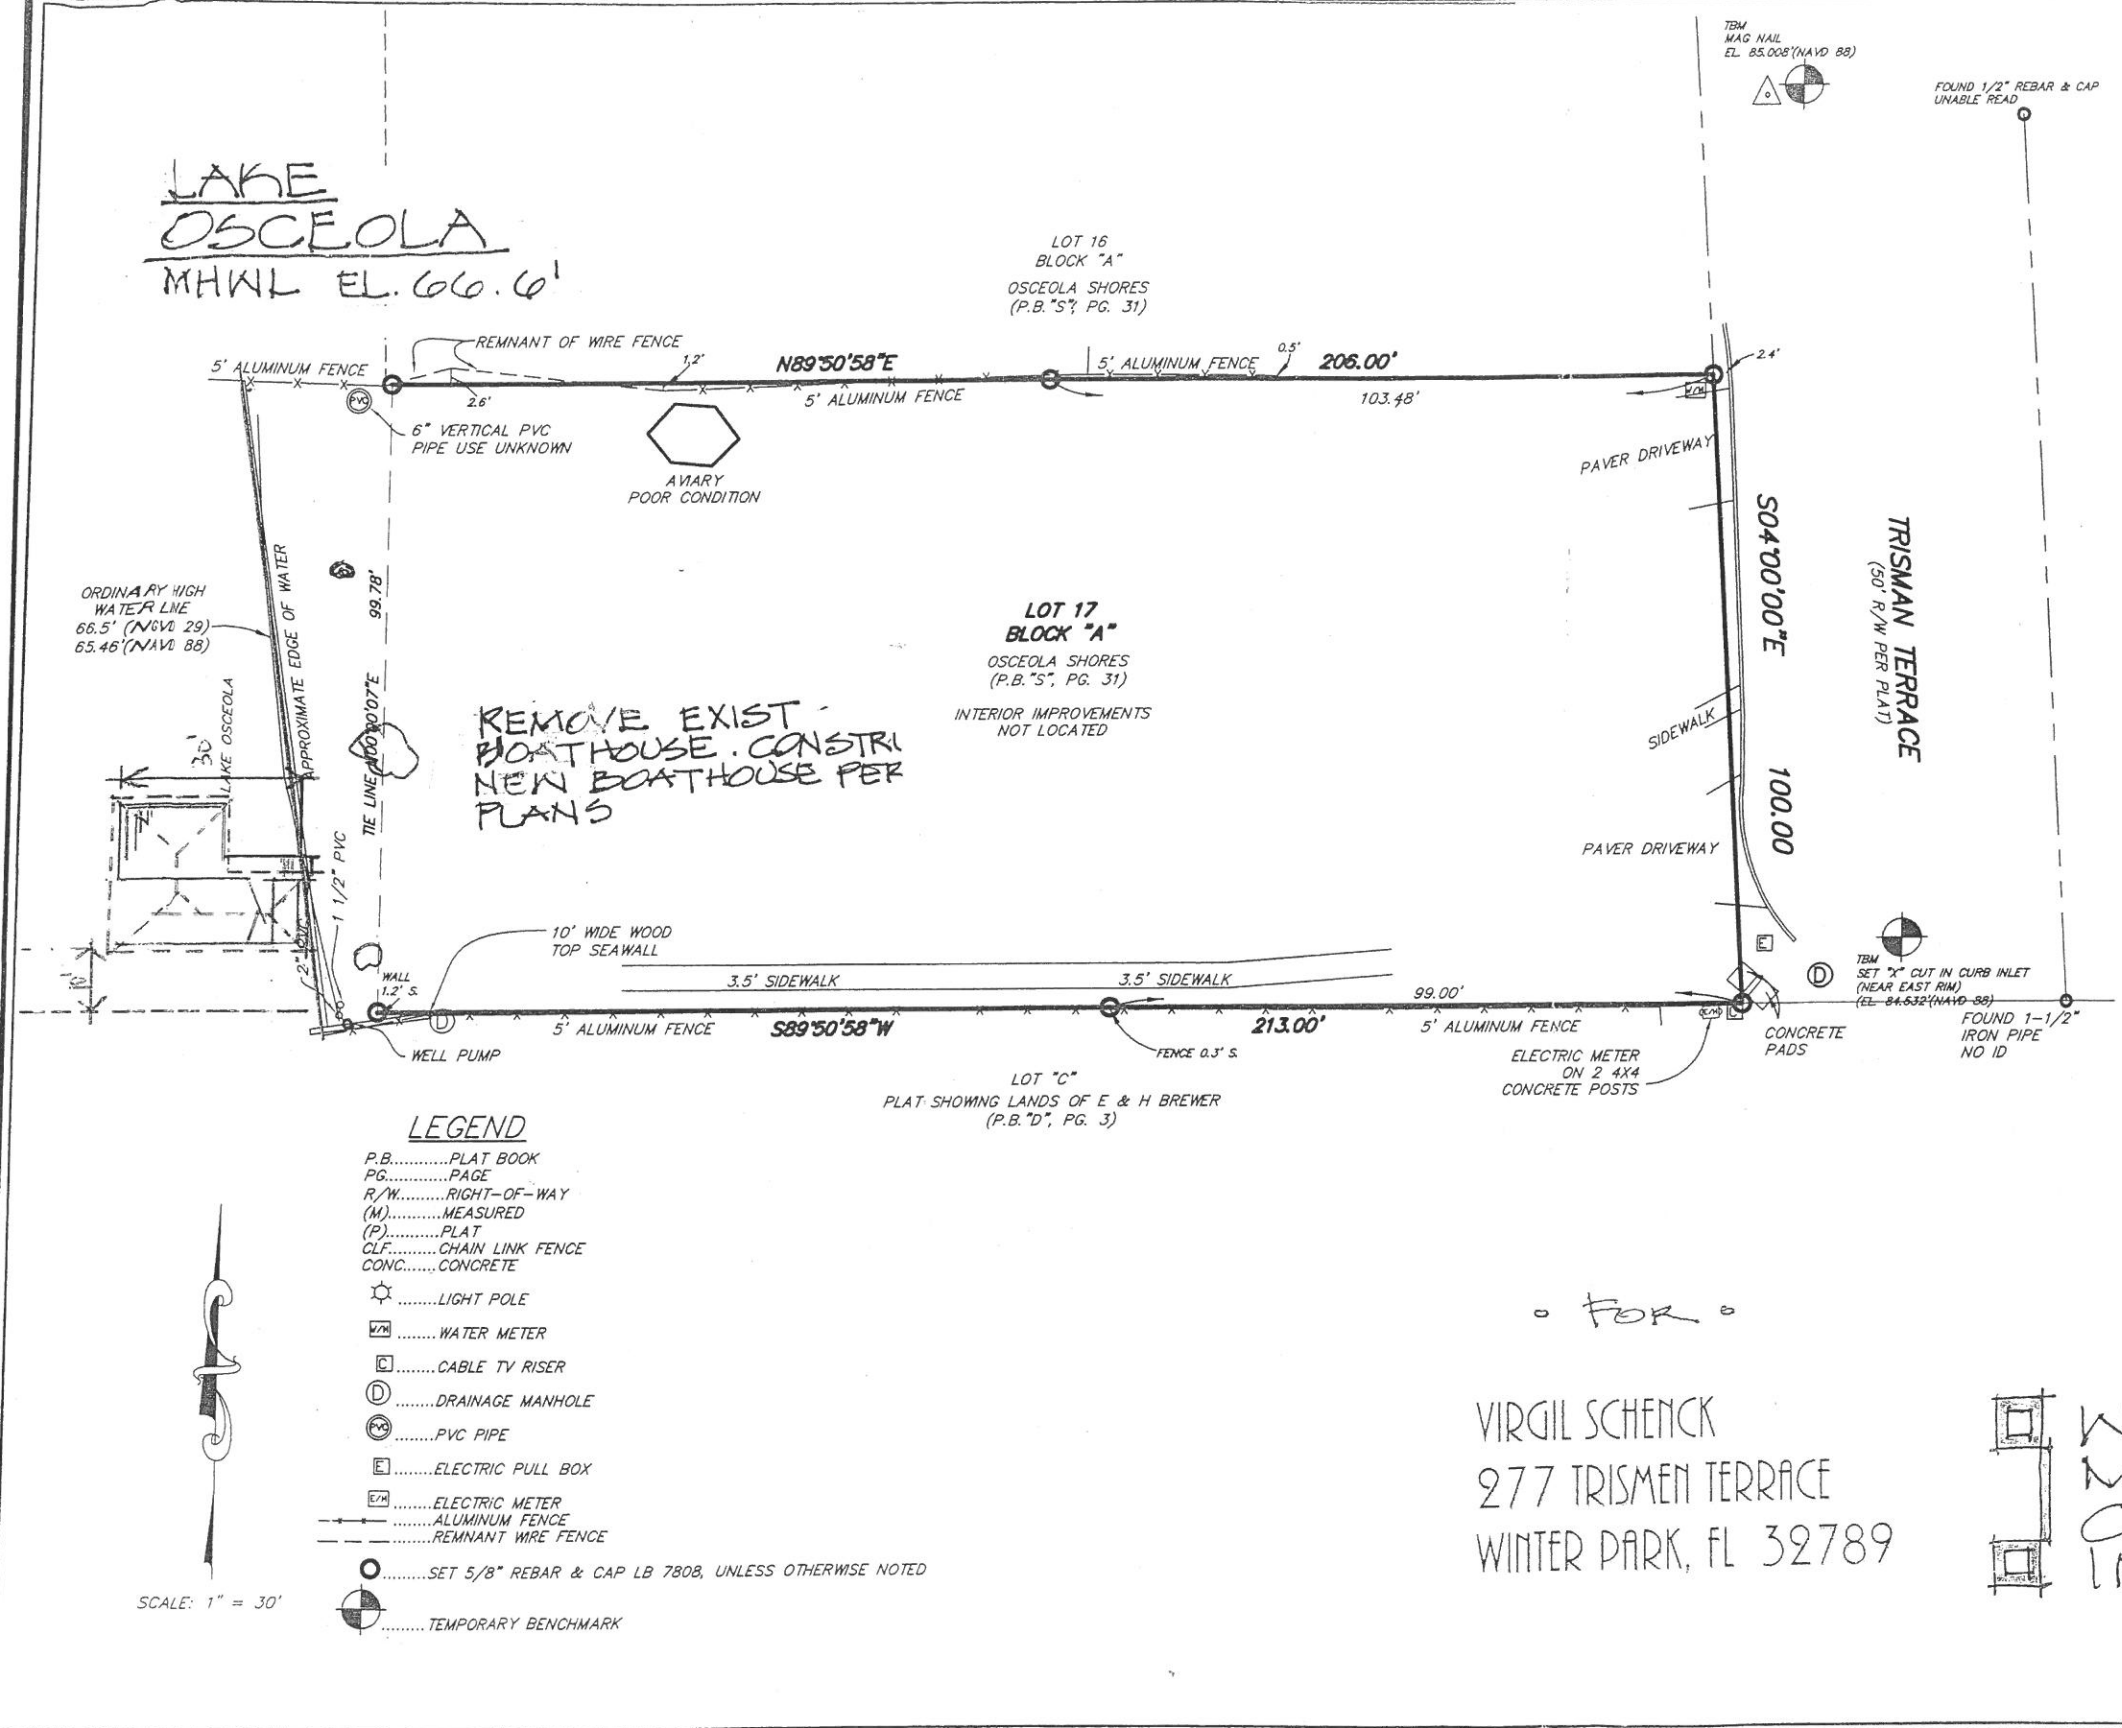 TBM
MAG NAIL
EL. 85.008'(NAVD 88)
FOUND 1/2" REBAR & CAP
UNABLE READ
LAKE
OSCEOLA
MHWL EL. 66.6'
LOT 16
BLOCK "A"
OSCEOLA SHORES
(P.B."S", PG. 31)
REMNANT OF WIRE FENCE
5' ALUMINUM FENCE
1.2'
N89°50'58"E
5' ALUMINUM FENCE
0.5'
206.00'
2.4'
PVC
2.6'
5' ALUMINUM FENCE
103.48'
W/M
6" VERTICAL PVC
PIPE USE UNKNOWN
AVIARY
POOR CONDITION
PAVER DRIVEWAY
S04°00'00"E
100.00
TRISMAN TERRACE
(50' R/W PER PLAT)
ORDINARY HIGH
WATER LINE
66.5' (NGVD 29)
65.46'(NAVD 88)
APPROXIMATE EDGE OF WATER
99.78'
TIE LINE N00°00'07"E
LAKE OSCEOLA
30'
LOT 17
BLOCK "A"
OSCEOLA SHORES
(P.B."S", PG. 31)
INTERIOR IMPROVEMENTS
NOT LOCATED
REMOVE EXIST
BOATHOUSE. CONSTR
NEW BOATHOUSE PER
PLANS
SIDEWALK
PAVER DRIVEWAY
1 1/2" PVC
2" PVC
10'
10' WIDE WOOD
TOP SEAWALL
WALL
1.2' S.
3.5' SIDEWALK
3.5' SIDEWALK
99.00'
E
D
TBM
SET "X" CUT IN CURB INLET
(NEAR EAST RIM)
(EL. 84.632'(NAVD 88)
D
5' ALUMINUM FENCE
S89°50'58"W
213.00'
5' ALUMINUM FENCE
E/M
C
WELL PUMP
FENCE 0.3' S.
ELECTRIC METER
ON 2 4X4
CONCRETE POSTS
CONCRETE
PADS
FOUND 1-1/2"
IRON PIPE
NO ID
LOT "C"
PLAT SHOWING LANDS OF E & H BREWER
(P.B."D", PG. 3)
LEGEND
P.B...........PLAT BOOK
PG............PAGE
R/W.........RIGHT-OF-WAY
(M)..........MEASURED
(P)...........PLAT
CLF.........CHAIN LINK FENCE
CONC.......CONCRETE
........LIGHT POLE
W/M ........WATER METER
C ........CABLE TV RISER
D ........DRAINAGE MANHOLE
PVC ........PVC PIPE
E ........ELECTRIC PULL BOX
E/M ........ELECTRIC METER
........ALUMINUM FENCE
........REMNANT WIRE FENCE
.........SET 5/8" REBAR & CAP LB 7808, UNLESS OTHERWISE NOTED
.........TEMPORARY BENCHMARK
SCALE: 1" = 30'
FOR
VIRGIL SCHENCK
277 TRISMEN TERRACE
WINTER PARK, FL 32789